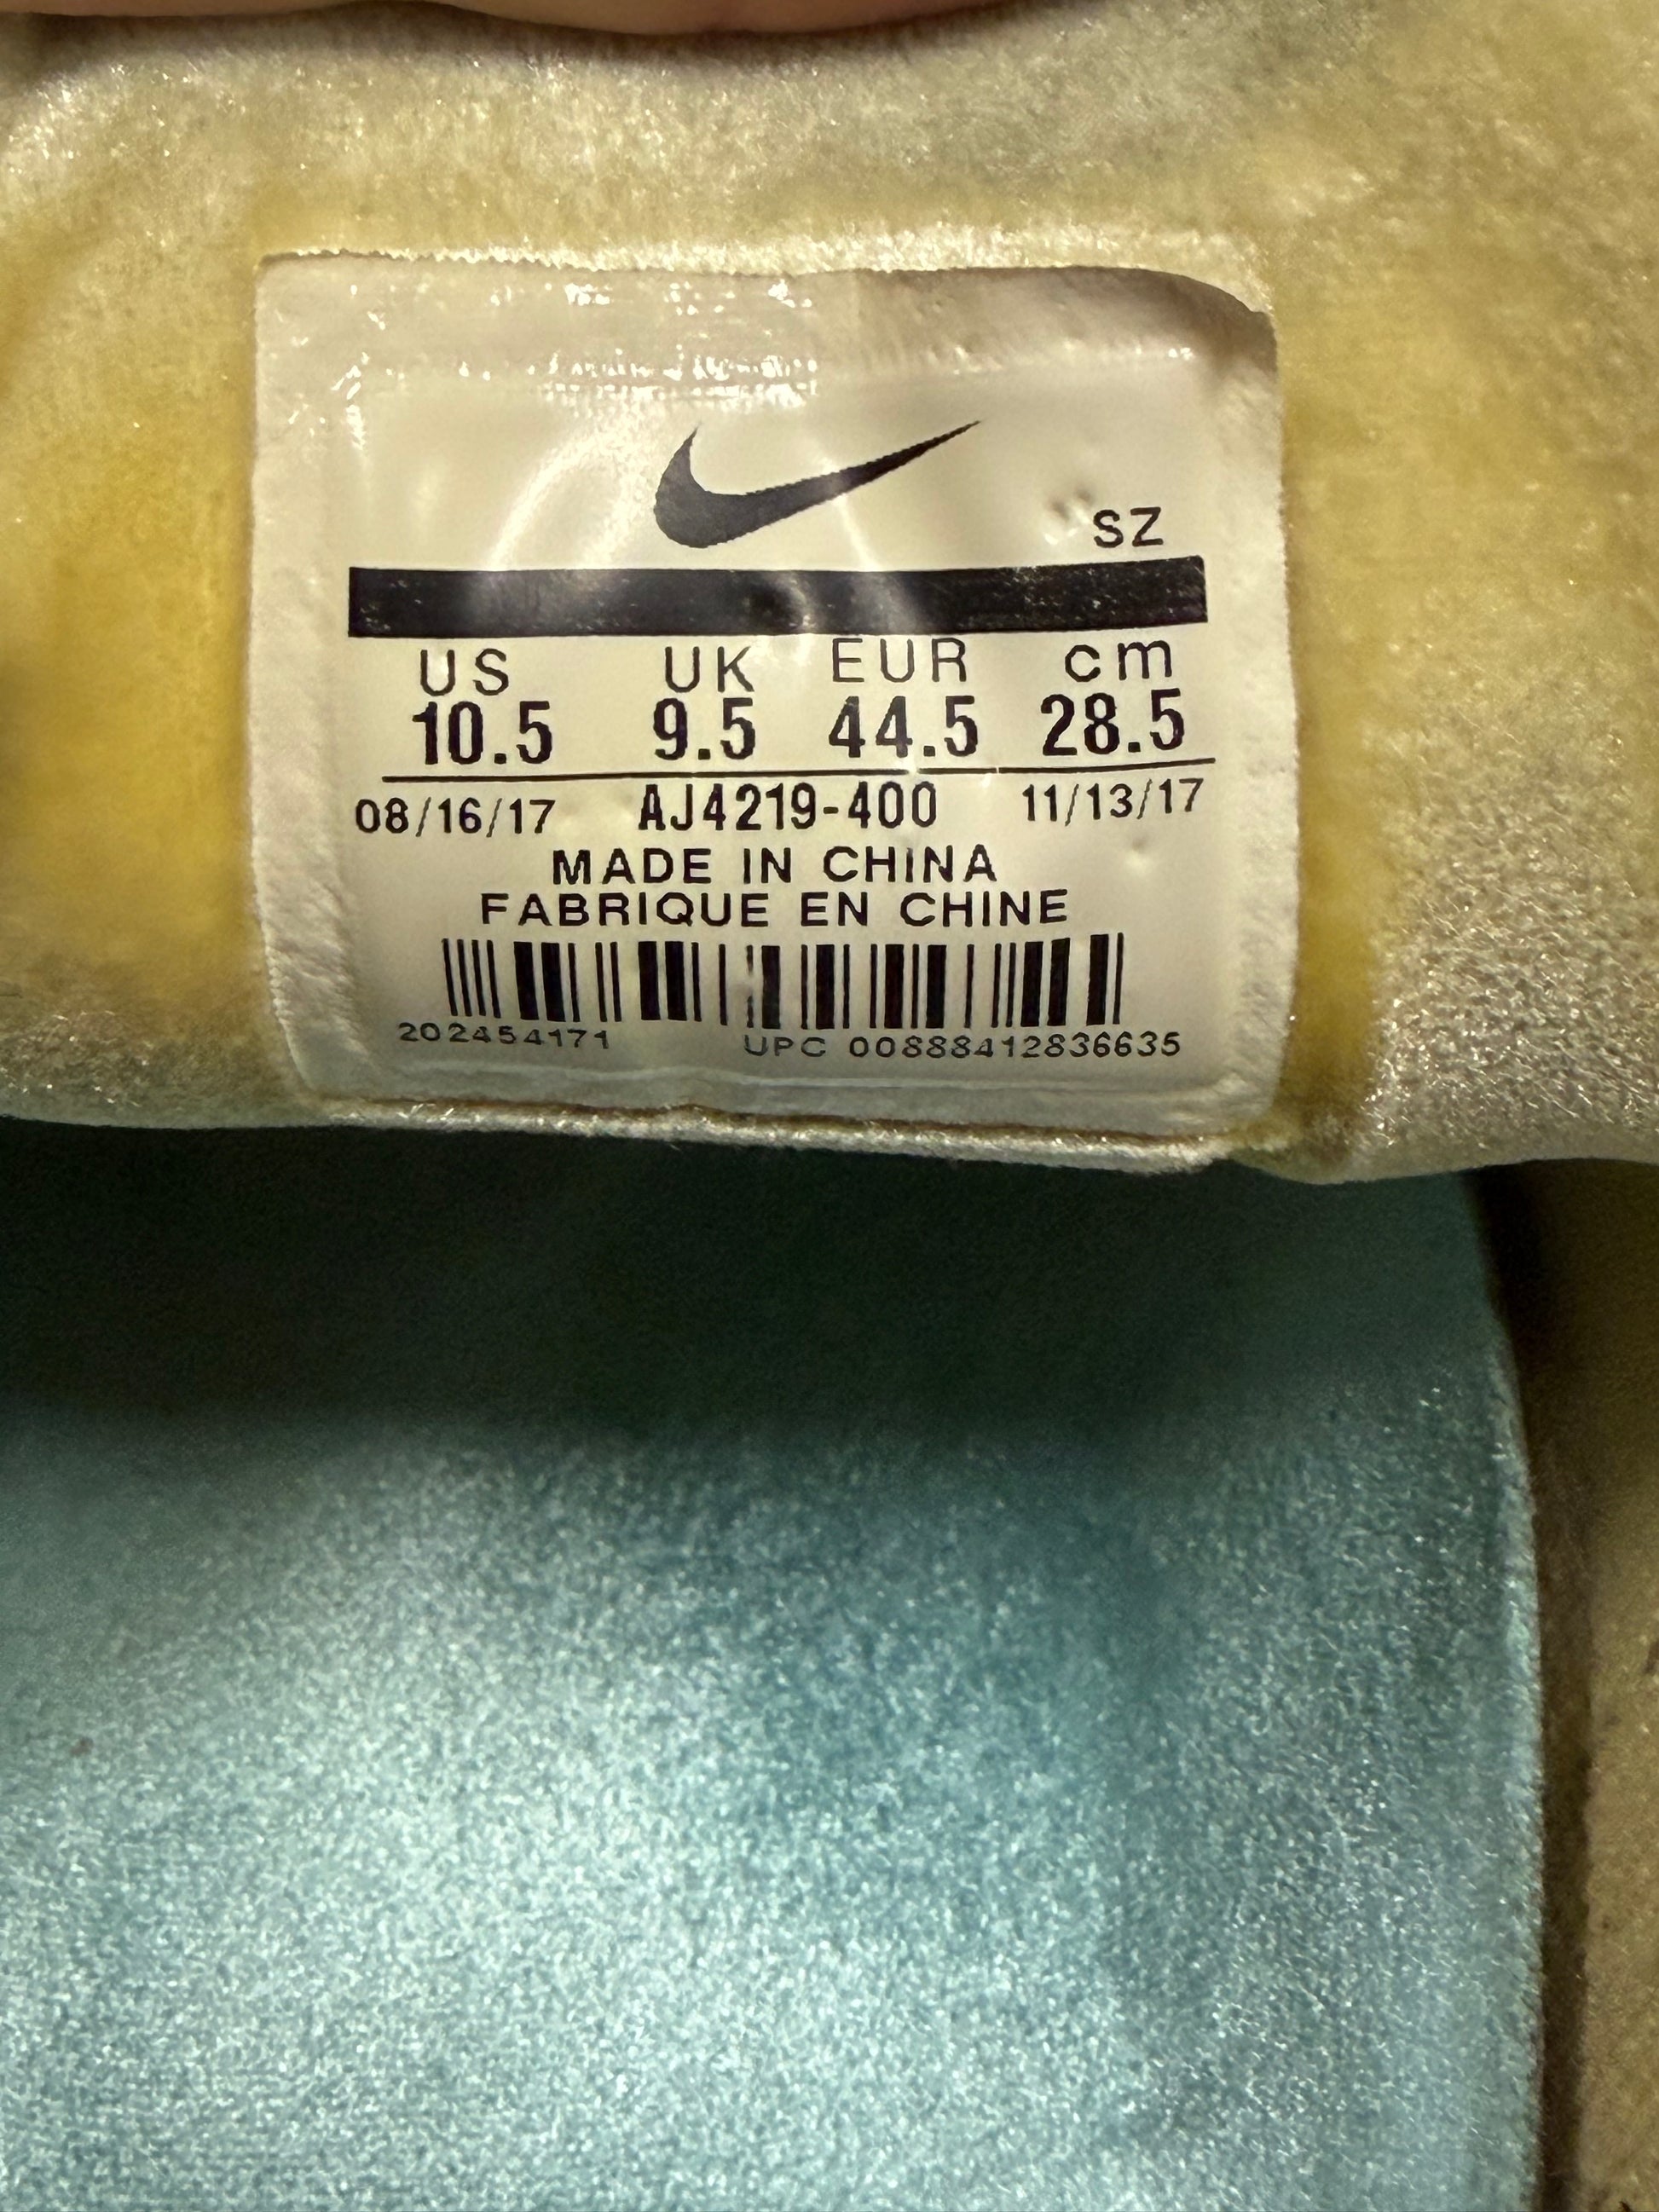 SZ
US UK EUR cm
10.5 9.5 44.5 28.5
08/16/17 AJ4219-400 11/13/17
MADE IN CHINA
FABRIQUE EN CHINE
202454171 UPC 00888412836635